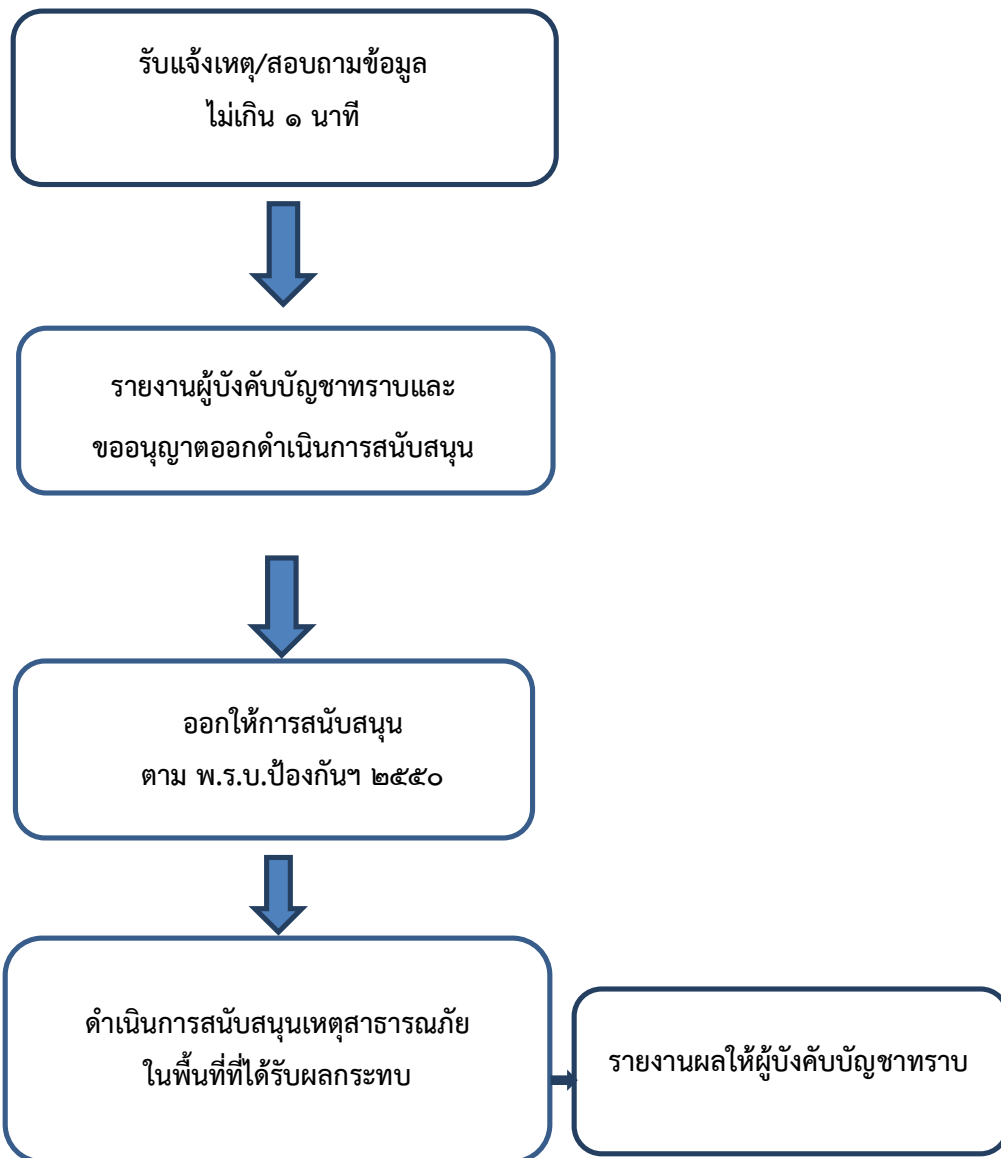 รับแจ้งเหตุ/สอบถามข้อมูล
ไม่เกิน ๑ นาที
รายงานผู้บังคับบัญชาทราบและ
ขออนุญาตออกดำเนินการสนับสนุน
ออกให้การสนับสนุน
ตาม พ.ร.บ.ป้องกันฯ ๒๕๕๐
ดำเนินการสนับสนุนเหตุสาธารณภัย
ในพื้นที่ที่ได้รับผลกระทบ
รายงานผลให้ผู้บังคับบัญชาทราบ